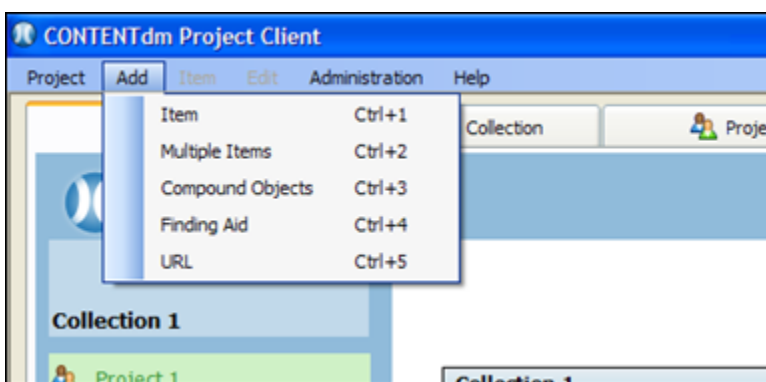 CONTENTdm Project Client
Project Add Item Edit Administration Help
Collection
Item Ctrl+1
Multiple Items Ctrl+2
Compound Objects Ctrl+3
Finding Aid Ctrl+4
URL Ctrl+5
Collection 1
Project 1
Collection 1